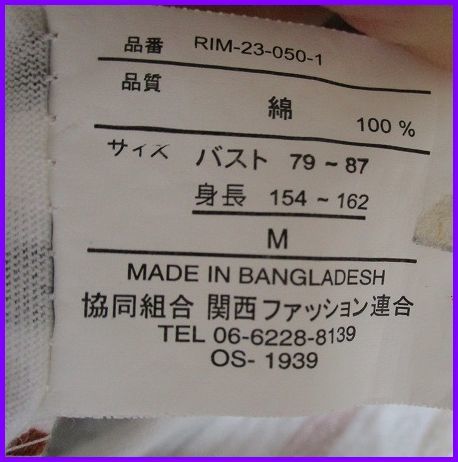 品番 RIM-23-050-1
品質
綿 100 %
サイズ バスト 79 ~ 87
身長 154 ~ 162
M
MADE IN BANGLADESH
協同組合 関西ファッション連合
TEL 06-6228-8139
OS- 1939